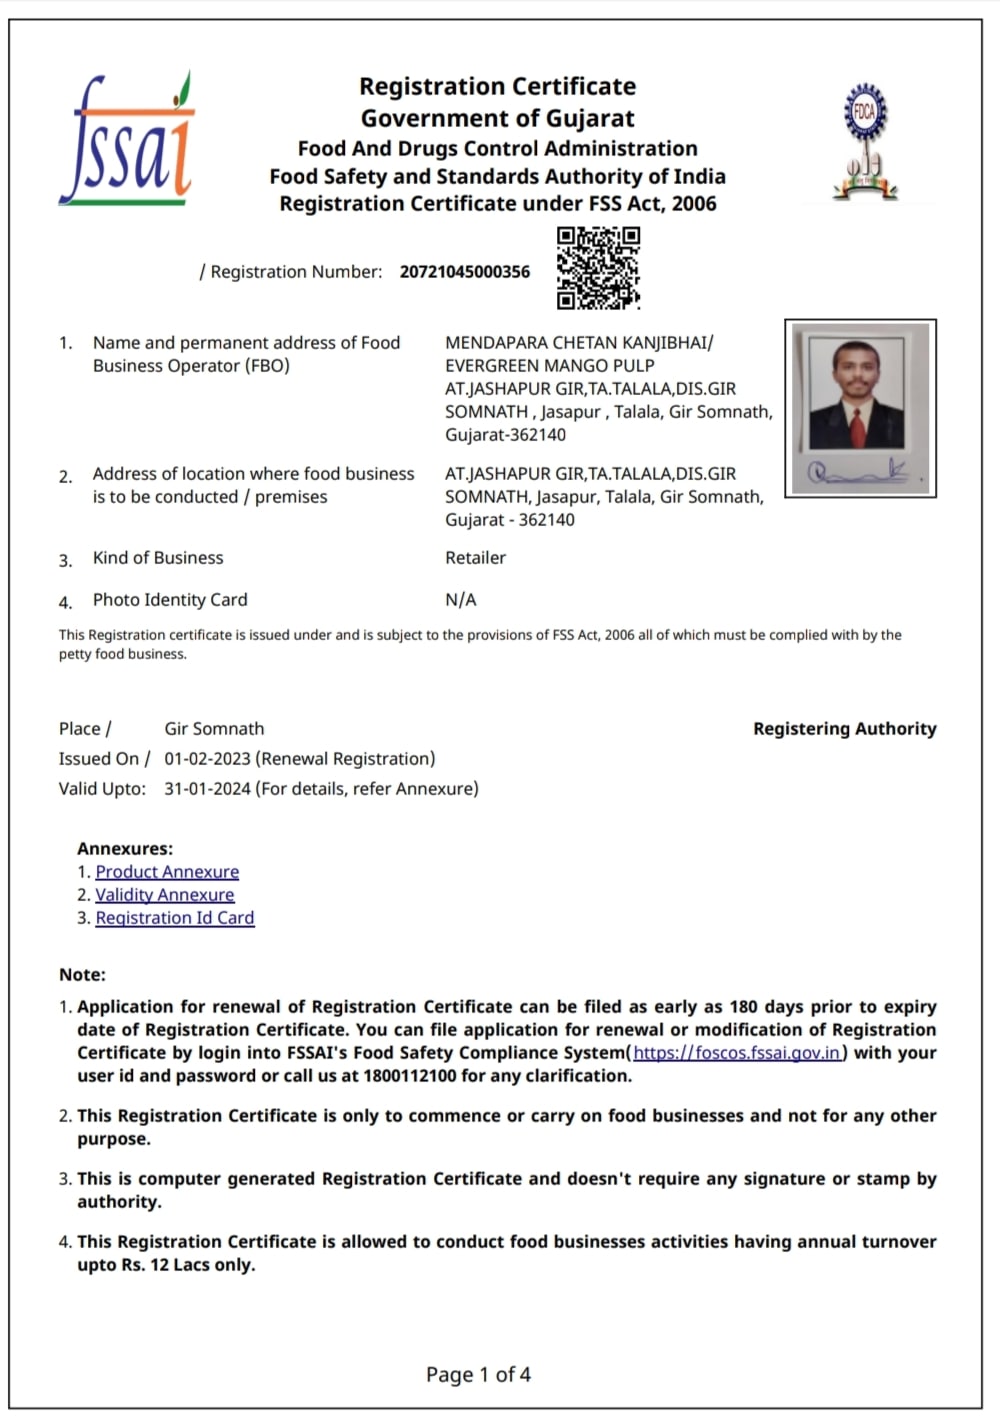 fssai
Registration Certificate
Government of Gujarat
Food And Drugs Control Administration
Food Safety and Standards Authority of India
Registration Certificate under FSS Act, 2006
FDCA
/ Registration Number: 20721045000356
1. Name and permanent address of Food
Business Operator (FBO)
MENDAPARA CHETAN KANJIBHAI/
EVERGREEN MANGO PULP
AT.JASHAPUR GIR,TA.TALALA,DIS.GIR
SOMNATH , Jasapur , Talala, Gir Somnath,
Gujarat-362140
2. Address of location where food business
is to be conducted / premises
AT.JASHAPUR GIR,TA.TALALA,DIS.GIR
SOMNATH, Jasapur, Talala, Gir Somnath,
Gujarat - 362140
3. Kind of Business Retailer
4. Photo Identity Card N/A
This Registration certificate is issued under and is subject to the provisions of FSS Act, 2006 all of which must be complied with by the
petty food business.
Place / Gir Somnath Registering Authority
Issued On / 01-02-2023 (Renewal Registration)
Valid Upto: 31-01-2024 (For details, refer Annexure)
Annexures:
1. Product Annexure
2. Validity Annexure
3. Registration Id Card
Note:
1. Application for renewal of Registration Certificate can be filed as early as 180 days prior to expiry
date of Registration Certificate. You can file application for renewal or modification of Registration
Certificate by login into FSSAI's Food Safety Compliance System(https://foscos.fssai.gov.in) with your
user id and password or call us at 1800112100 for any clarification.
2. This Registration Certificate is only to commence or carry on food businesses and not for any other
purpose.
3. This is computer generated Registration Certificate and doesn't require any signature or stamp by
authority.
4. This Registration Certificate is allowed to conduct food businesses activities having annual turnover
upto Rs. 12 Lacs only.
Page 1 of 4